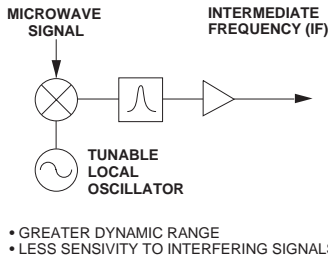 MICROWAVE
SIGNAL
INTERMEDIATE
FREQUENCY (IF)
TUNABLE
LOCAL
OSCILLATOR
• GREATER DYNAMIC RANGE
• LESS SENSIVITY TO INTERFERING SIGNALS